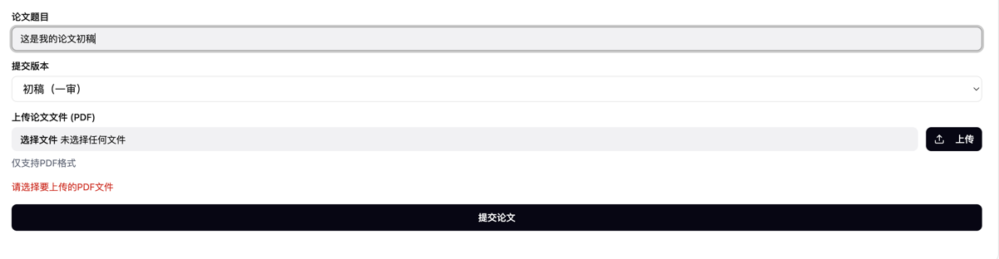 论文题目
这是我的论文初稿
提交版本
初稿（一审）
上传论文文件 (PDF)
选择文件 未选择任何文件 上传
仅支持PDF格式
请选择要上传的PDF文件
提交论文